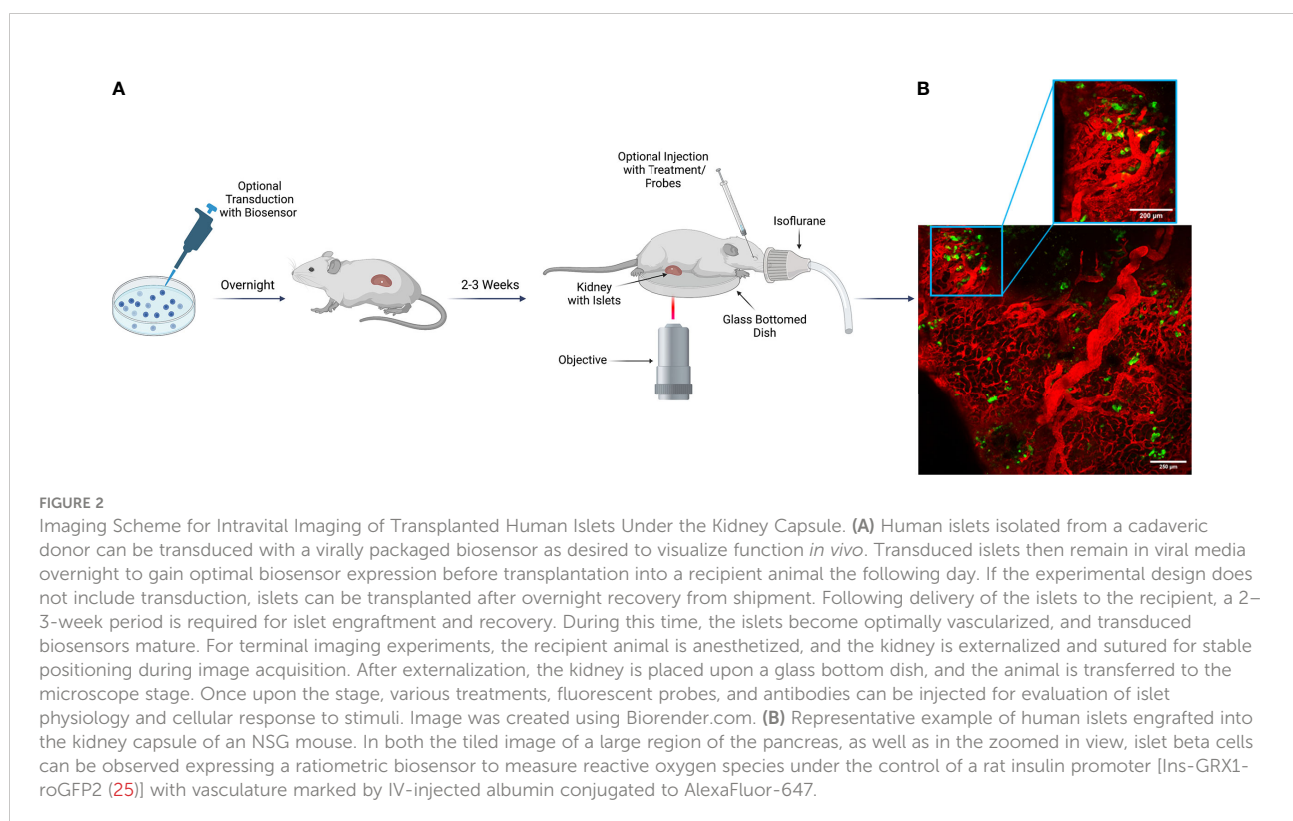 A
B
Optional
Transduction
with Biosensor
Overnight
2-3 Weeks
Optional Injection
with Treatment/
Probes
Isoflurane
Kidney
with Islets
Glass Bottomed
Dish
Objective
200 µm
250 µm
FIGURE 2
Imaging Scheme for Intravital Imaging of Transplanted Human Islets Under the Kidney Capsule. (A) Human islets isolated from a cadaveric
donor can be transduced with a virally packaged biosensor as desired to visualize function in vivo. Transduced islets then remain in viral media
overnight to gain optimal biosensor expression before transplantation into a recipient animal the following day. If the experimental design does
not include transduction, islets can be transplanted after overnight recovery from shipment. Following delivery of the islets to the recipient, a 2–
3-week period is required for islet engraftment and recovery. During this time, the islets become optimally vascularized, and transduced
biosensors mature. For terminal imaging experiments, the recipient animal is anesthetized, and the kidney is externalized and sutured for stable
positioning during image acquisition. After externalization, the kidney is placed upon a glass bottom dish, and the animal is transferred to the
microscope stage. Once upon the stage, various treatments, fluorescent probes, and antibodies can be injected for evaluation of islet
physiology and cellular response to stimuli. Image was created using Biorender.com. (B) Representative example of human islets engrafted into
the kidney capsule of an NSG mouse. In both the tiled image of a large region of the pancreas, as well as in the zoomed in view, islet beta cells
can be observed expressing a ratiometric biosensor to measure reactive oxygen species under the control of a rat insulin promoter [Ins-GRX1-
roGFP2 (25)] with vasculature marked by IV-injected albumin conjugated to AlexaFluor-647.